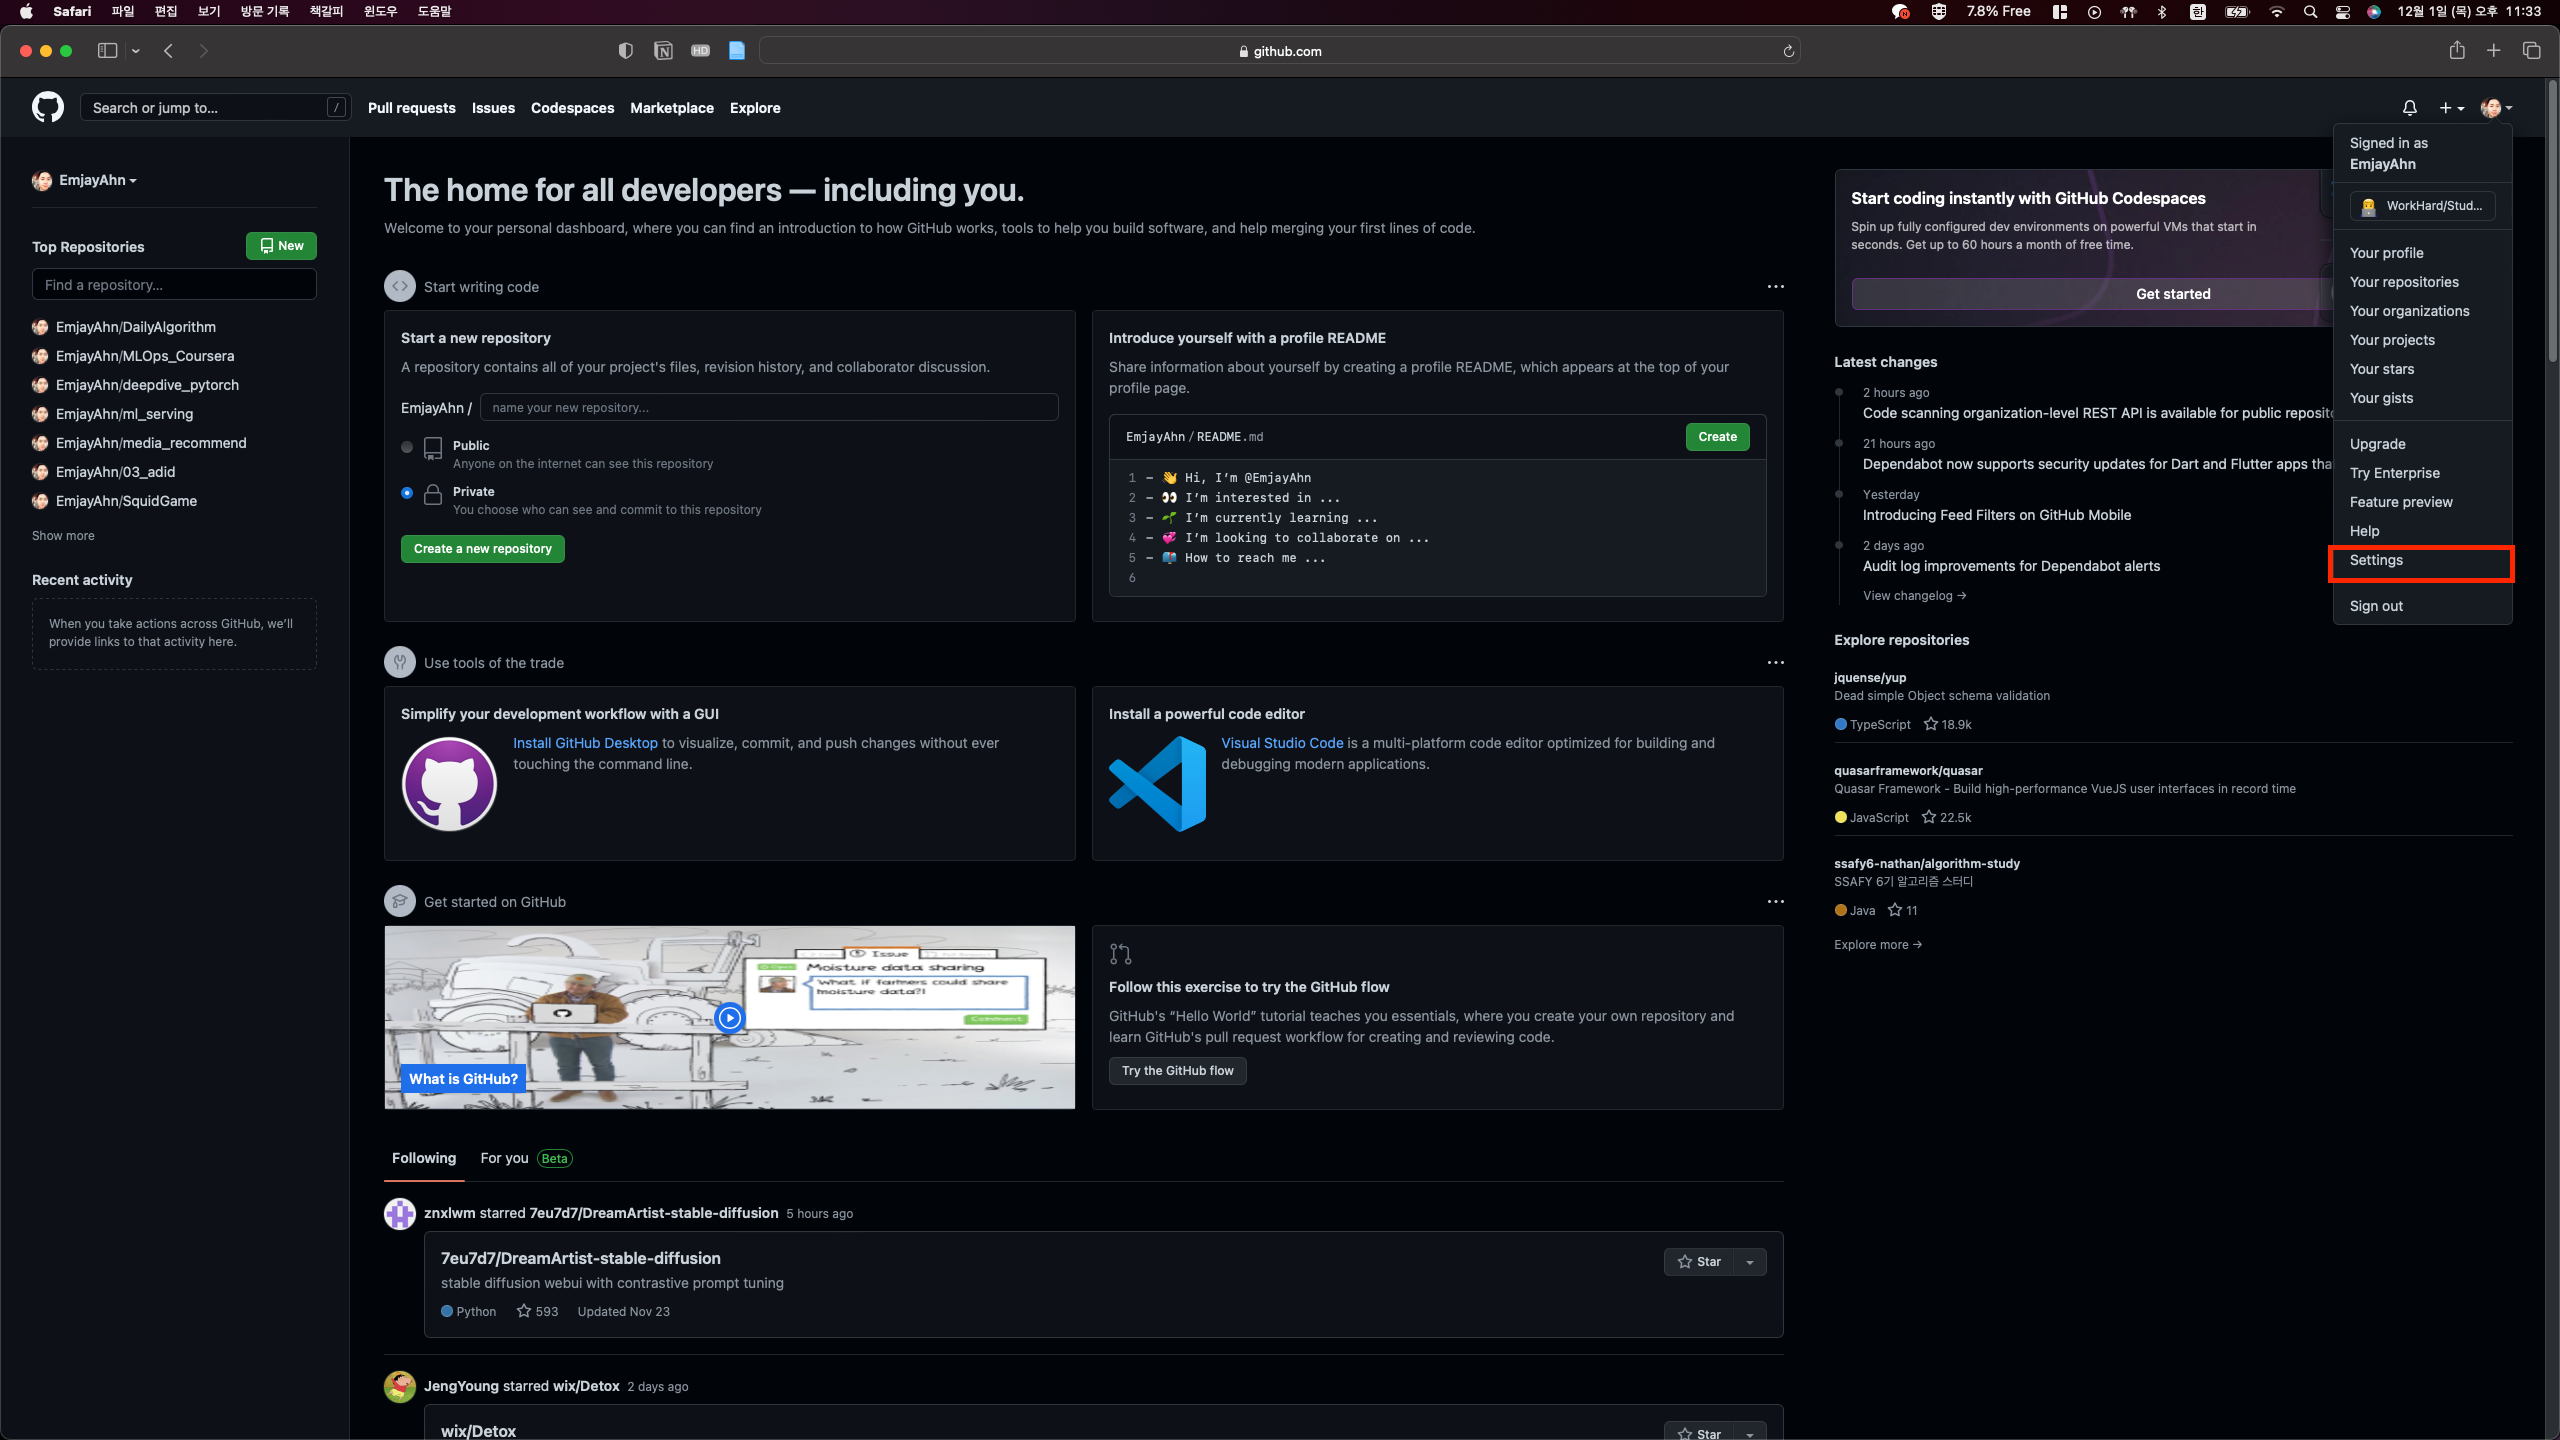 Safari 파일 편집 보기 방문 기록 책갈피 윈도우 도움말
7.8% Free 한 12월 1일 (목) 오후 11:33
HD
github.com
Search or jump to... /
Pull requests Issues Codespaces Marketplace Explore
EmjayAhn
Top Repositories New
Find a repository...
EmjayAhn/DailyAlgorithm
EmjayAhn/MLOps_Coursera
EmjayAhn/deepdive_pytorch
EmjayAhn/ml_serving
EmjayAhn/media_recommend
EmjayAhn/03_adid
EmjayAhn/SquidGame
Show more
Recent activity
When you take actions across GitHub, we'll
provide links to that activity here.
The home for all developers — including you.
Welcome to your personal dashboard, where you can find an introduction to how GitHub works, tools to help you build software, and help merging your first lines of code.
Start writing code
Start a new repository
A repository contains all of your project's files, revision history, and collaborator discussion.
EmjayAhn / name your new repository...
Public
Anyone on the internet can see this repository
Private
You choose who can see and commit to this repository
Create a new repository
Introduce yourself with a profile README
Share information about yourself by creating a profile README, which appears at the top of your
profile page.
EmjayAhn/README.md Create
1 – 👋 Hi, I’m @EmjayAhn
2 – 👀 I’m interested in ...
3 – 🌱 I’m currently learning ...
4 – 💞️ I’m looking to collaborate on ...
5 – 📫 How to reach me ...
6
Use tools of the trade
Simplify your development workflow with a GUI
Install GitHub Desktop to visualize, commit, and push changes without ever
touching the command line.
Install a powerful code editor
Visual Studio Code is a multi-platform code editor optimized for building and
debugging modern applications.
Get started on GitHub
Issue
Moisture data sharing
What if farmers could share
moisture data?!
Comment
What is GitHub?
Follow this exercise to try the GitHub flow
GitHub's “Hello World” tutorial teaches you essentials, where you create your own repository and
learn GitHub's pull request workflow for creating and reviewing code.
Try the GitHub flow
Following For you Beta
znxlwm starred 7eu7d7/DreamArtist-stable-diffusion 5 hours ago
7eu7d7/DreamArtist-stable-diffusion
Star
stable diffusion webui with contrastive prompt tuning
Python 593 Updated Nov 23
JengYoung starred wix/Detox 2 days ago
wix/Detox
Star
Start coding instantly with GitHub Codespaces
Spin up fully configured dev environments on powerful VMs that start in
seconds. Get up to 60 hours a month of free time.
Get started
Latest changes
2 hours ago
Code scanning organization-level REST API is available for public reposito
21 hours ago
Dependabot now supports security updates for Dart and Flutter apps tha
Yesterday
Introducing Feed Filters on GitHub Mobile
2 days ago
Audit log improvements for Dependabot alerts
View changelog →
Explore repositories
jquense/yup
Dead simple Object schema validation
TypeScript 18.9k
quasarframework/quasar
Quasar Framework - Build high-performance VueJS user interfaces in record time
JavaScript 22.5k
ssafy6-nathan/algorithm-study
SSAFY 6기 알고리즘 스터디
Java 11
Explore more →
Signed in as
EmjayAhn
WorkHard/Stud...
Your profile
Your repositories
Your organizations
Your projects
Your stars
Your gists
Upgrade
Try Enterprise
Feature preview
Help
Settings
Sign out